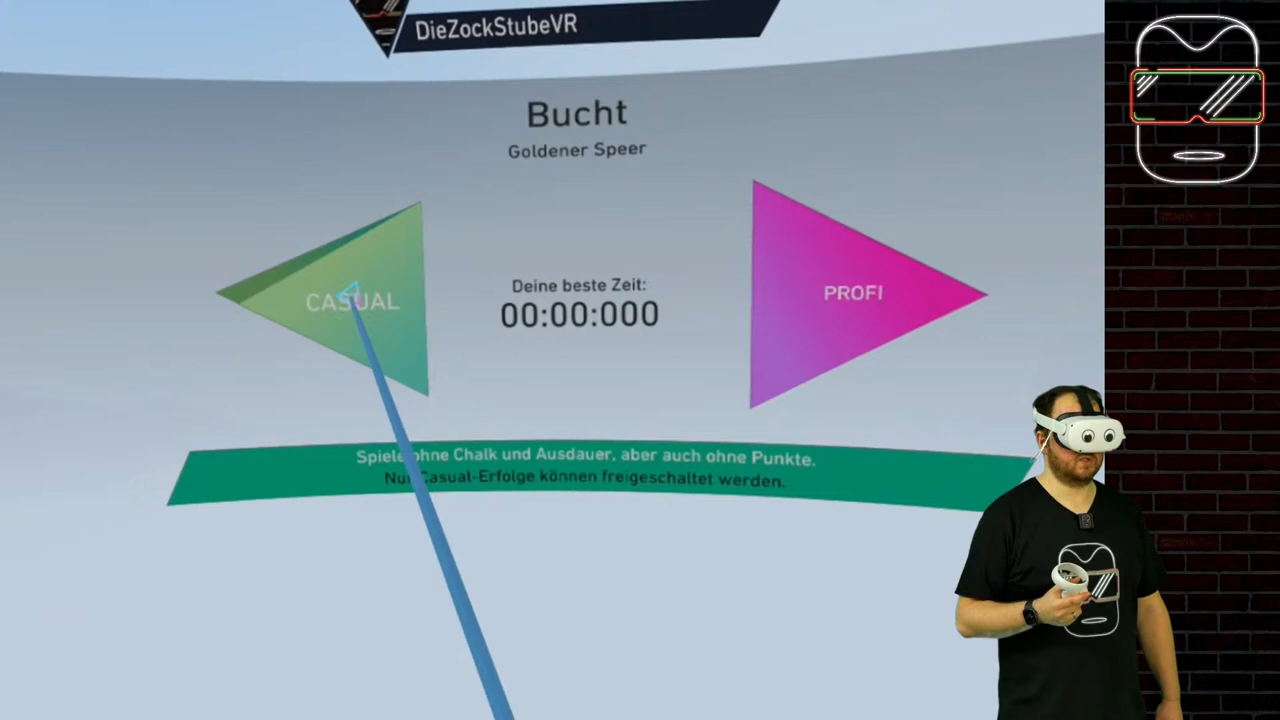 DieZockStubeVR
Bucht
Goldener Speer
CASUAL
Deine beste Zeit:
00:00:000
PROFI
Spiele ohne Chalk und Ausdauer, aber auch ohne Punkte.
Nur Casual-Erfolge können freigeschaltet werden.